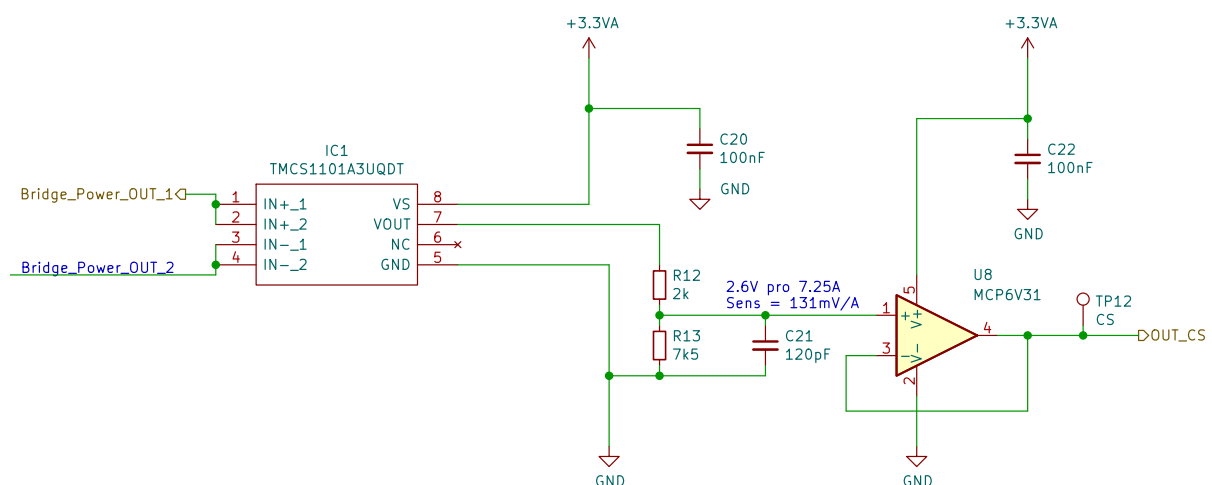 +3.3VA
+3.3VA
C20
100nF
GND
C22
100nF
GND
IC1
TMCS1101A3UQDT
Bridge_Power_OUT_1
1 IN+_1 VS 8
2 IN+_2 VOUT 7
3 IN-_1 NC 6
4 IN-_2 GND 5
Bridge_Power_OUT_2
R12
2k
2.6V pro 7.25A
Sens = 131mV/A
U8
MCP6V31
R13
7k5
C21
120pF
1 + V+ 5
3 - V- 2
4
TP12
CS
OUT_CS
GND
GND